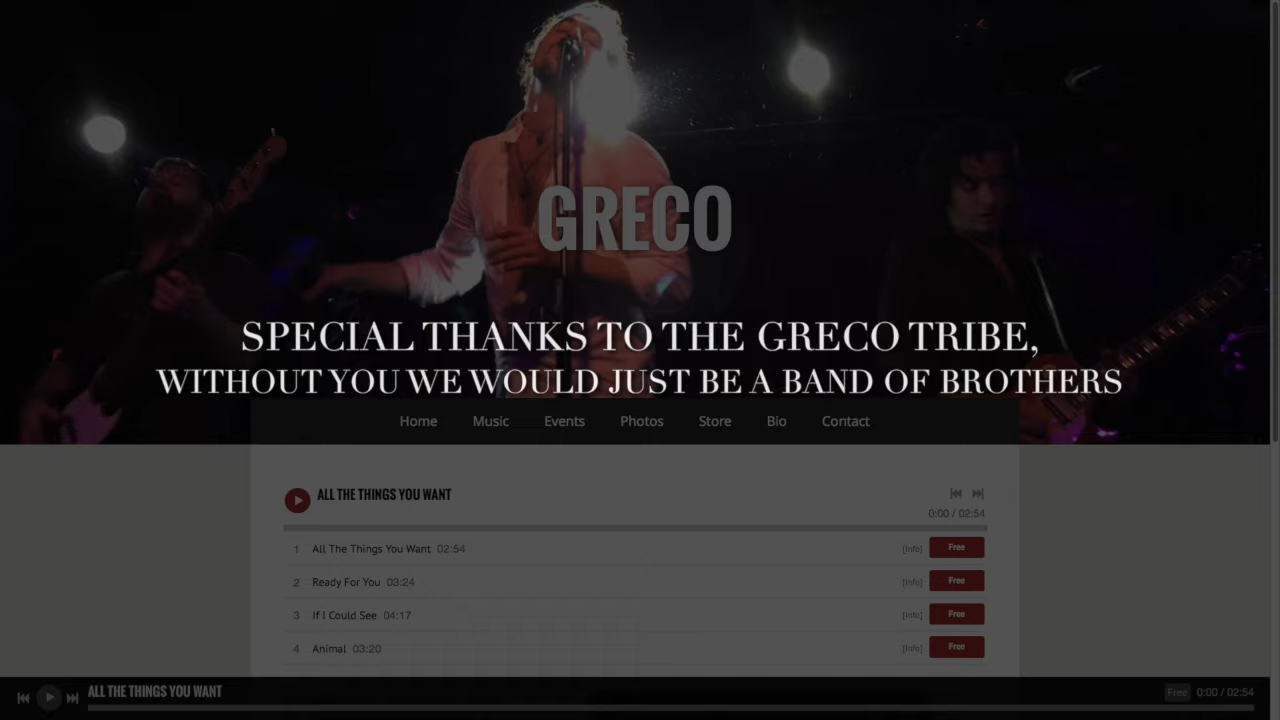 GRECO
SPECIAL THANKS TO THE GRECO TRIBE,
WITHOUT YOU WE WOULD JUST BE A BAND OF BROTHERS
Home Music Events Photos Store Bio Contact
ALL THE THINGS YOU WANT
0:00 / 02:54
1 All The Things You Want 02:54 [Info] Free
2 Ready For You 03:24 [Info] Free
3 If I Could See 04:17 [Info] Free
4 Animal 03:20 [Info] Free
ALL THE THINGS YOU WANT Free 0:00 / 02:54